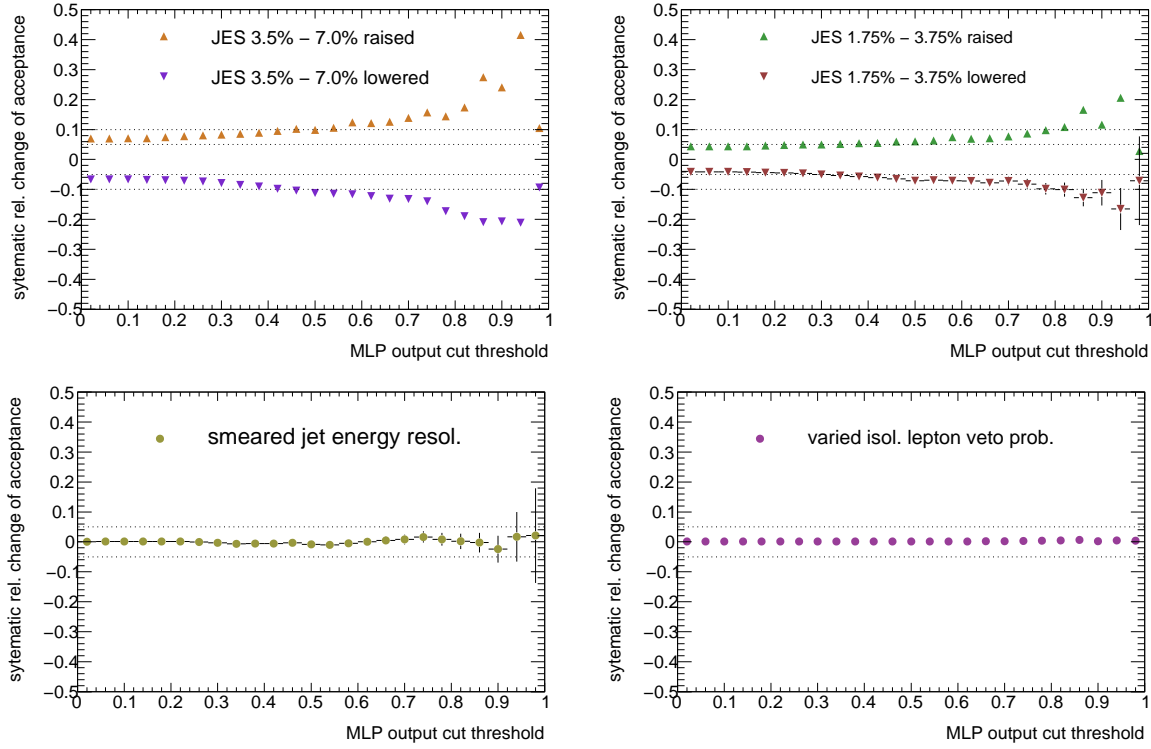 sytematic rel. change of acceptance
0.5
0.4
0.3
0.2
0.1
0
−0.1
−0.2
−0.3
−0.4
−0.5
JES 3.5% − 7.0% raised
JES 3.5% − 7.0% lowered
0 0.1 0.2 0.3 0.4 0.5 0.6 0.7 0.8 0.9 1
MLP output cut threshold
sytematic rel. change of acceptance
0.5
0.4
0.3
0.2
0.1
0
−0.1
−0.2
−0.3
−0.4
−0.5
JES 1.75% − 3.75% raised
JES 1.75% − 3.75% lowered
0 0.1 0.2 0.3 0.4 0.5 0.6 0.7 0.8 0.9 1
MLP output cut threshold
sytematic rel. change of acceptance
0.5
0.4
0.3
0.2
0.1
0
−0.1
−0.2
−0.3
−0.4
−0.5
smeared jet energy resol.
0 0.1 0.2 0.3 0.4 0.5 0.6 0.7 0.8 0.9 1
MLP output cut threshold
sytematic rel. change of acceptance
0.5
0.4
0.3
0.2
0.1
0
−0.1
−0.2
−0.3
−0.4
−0.5
varied isol. lepton veto prob.
0 0.1 0.2 0.3 0.4 0.5 0.6 0.7 0.8 0.9 1
MLP output cut threshold